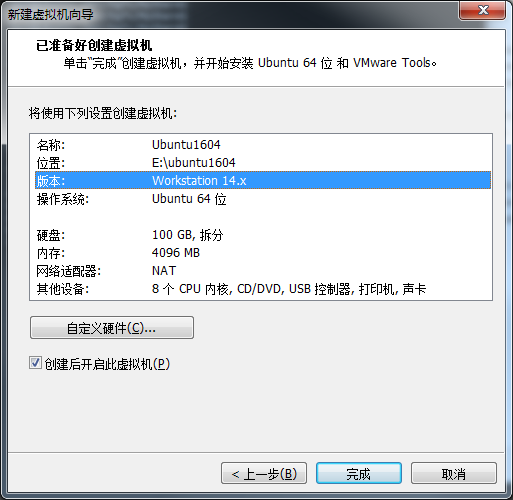 新建虚拟机向导
已准备好创建虚拟机
单击“完成”创建虚拟机，并开始安装 Ubuntu 64 位 和 VMware Tools。
将使用下列设置创建虚拟机:
名称: Ubuntu1604
位置: E:\ubuntu1604
版本: Workstation 14.x
操作系统: Ubuntu 64 位
硬盘: 100 GB, 拆分
内存: 4096 MB
网络适配器: NAT
其他设备: 8 个 CPU 内核, CD/DVD, USB 控制器, 打印机, 声卡
自定义硬件(C)...
创建后开启此虚拟机(P)
< 上一步(B) 完成 取消